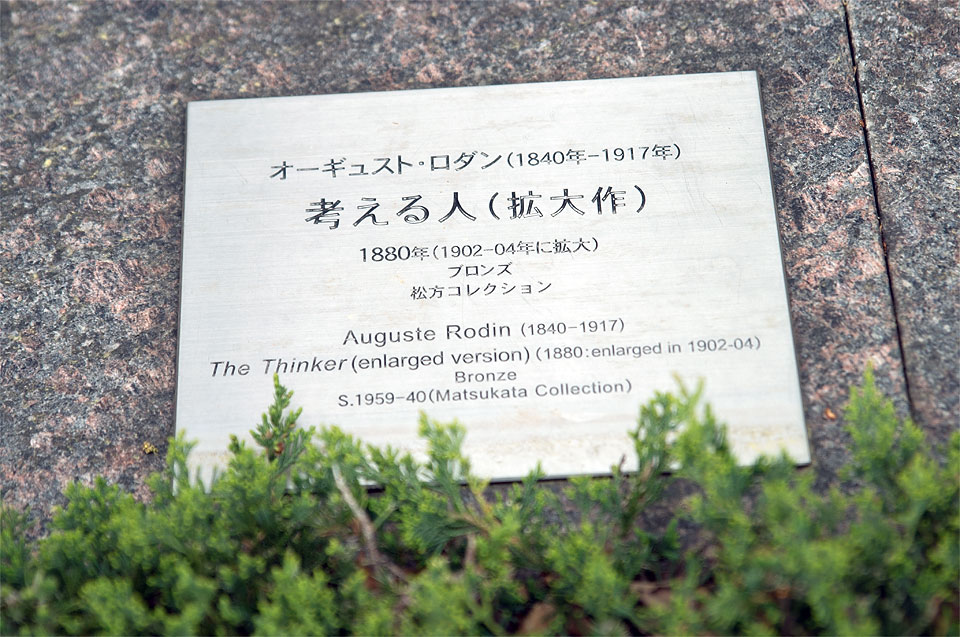 オーギュスト・ロダン(1840年-1917年)
考える人(拡大作)
1880年(1902-04年に拡大)
ブロンズ
松方コレクション
Auguste Rodin (1840-1917)
The Thinker (enlarged version) (1880:enlarged in 1902-04)
Bronze
S.1959-40(Matsukata Collection)